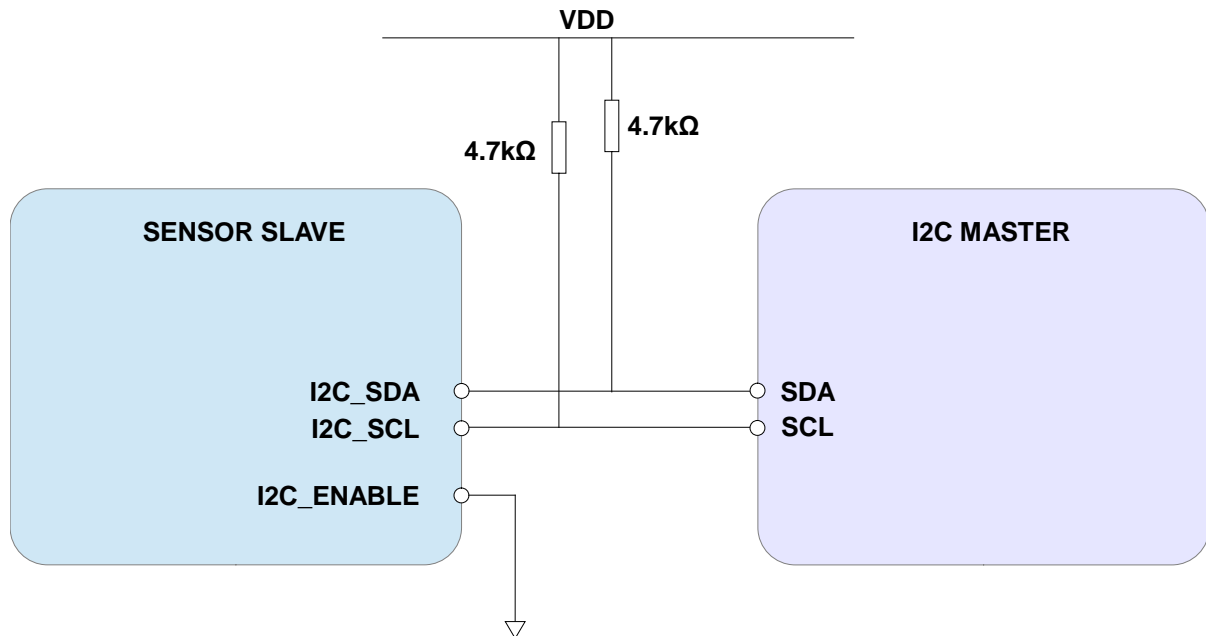 VDD
4.7kΩ
4.7kΩ
SENSOR SLAVE
I2C MASTER
I2C_SDA
SDA
I2C_SCL
SCL
I2C_ENABLE